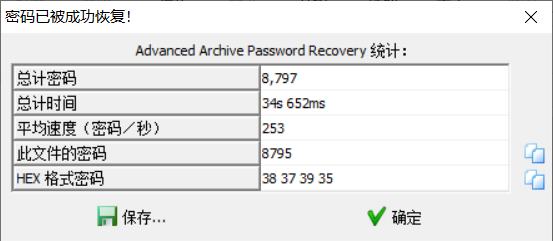 密码已被成功恢复!
Advanced Archive Password Recovery 统计:
总计密码 8,797
总计时间 34s 652ms
平均速度（密码／秒） 253
此文件的密码 8795
HEX 格式密码 38 37 39 35
保存... 确定